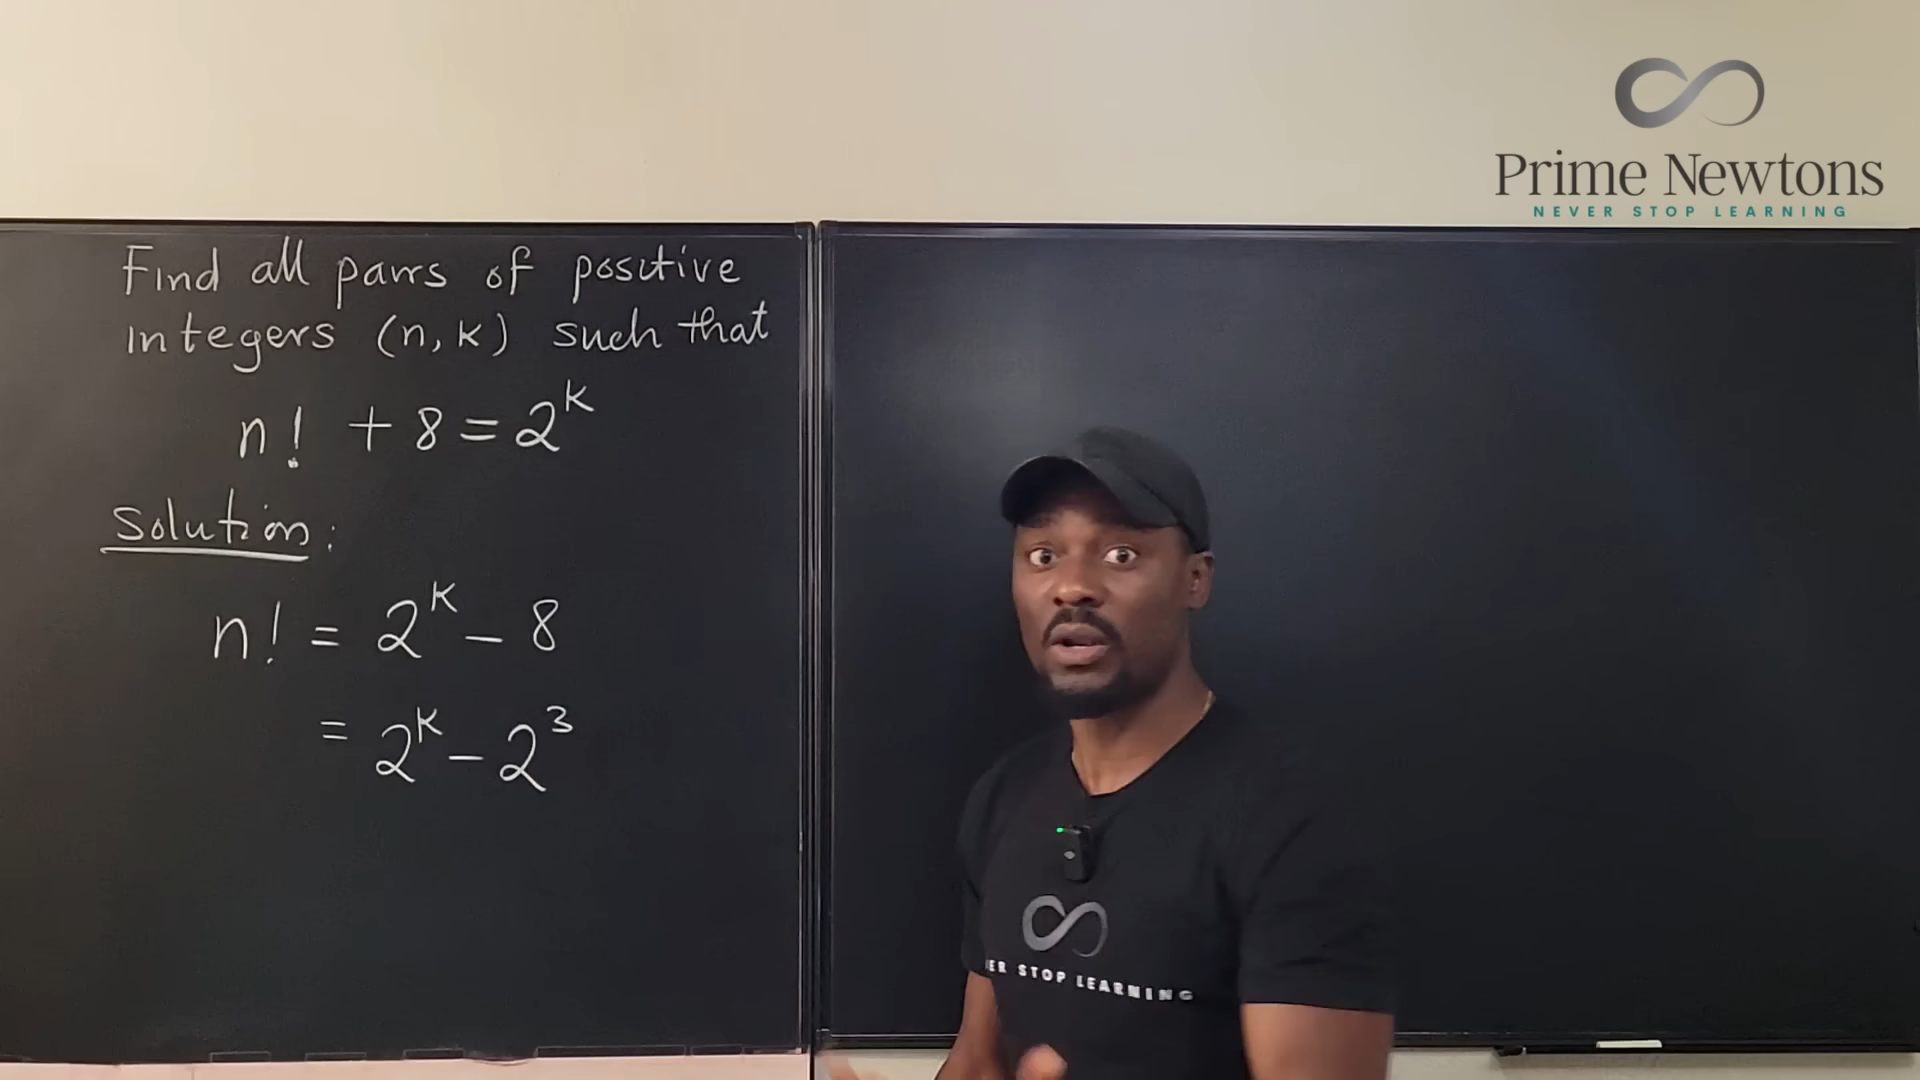 Prime Newtons
NEVER STOP LEARNING
Find all pairs of positive
integers (n, k) such that
n! + 8 = 2^k
Solution:
n! = 2^k - 8
= 2^k - 2^3
ER STOP LEARNING